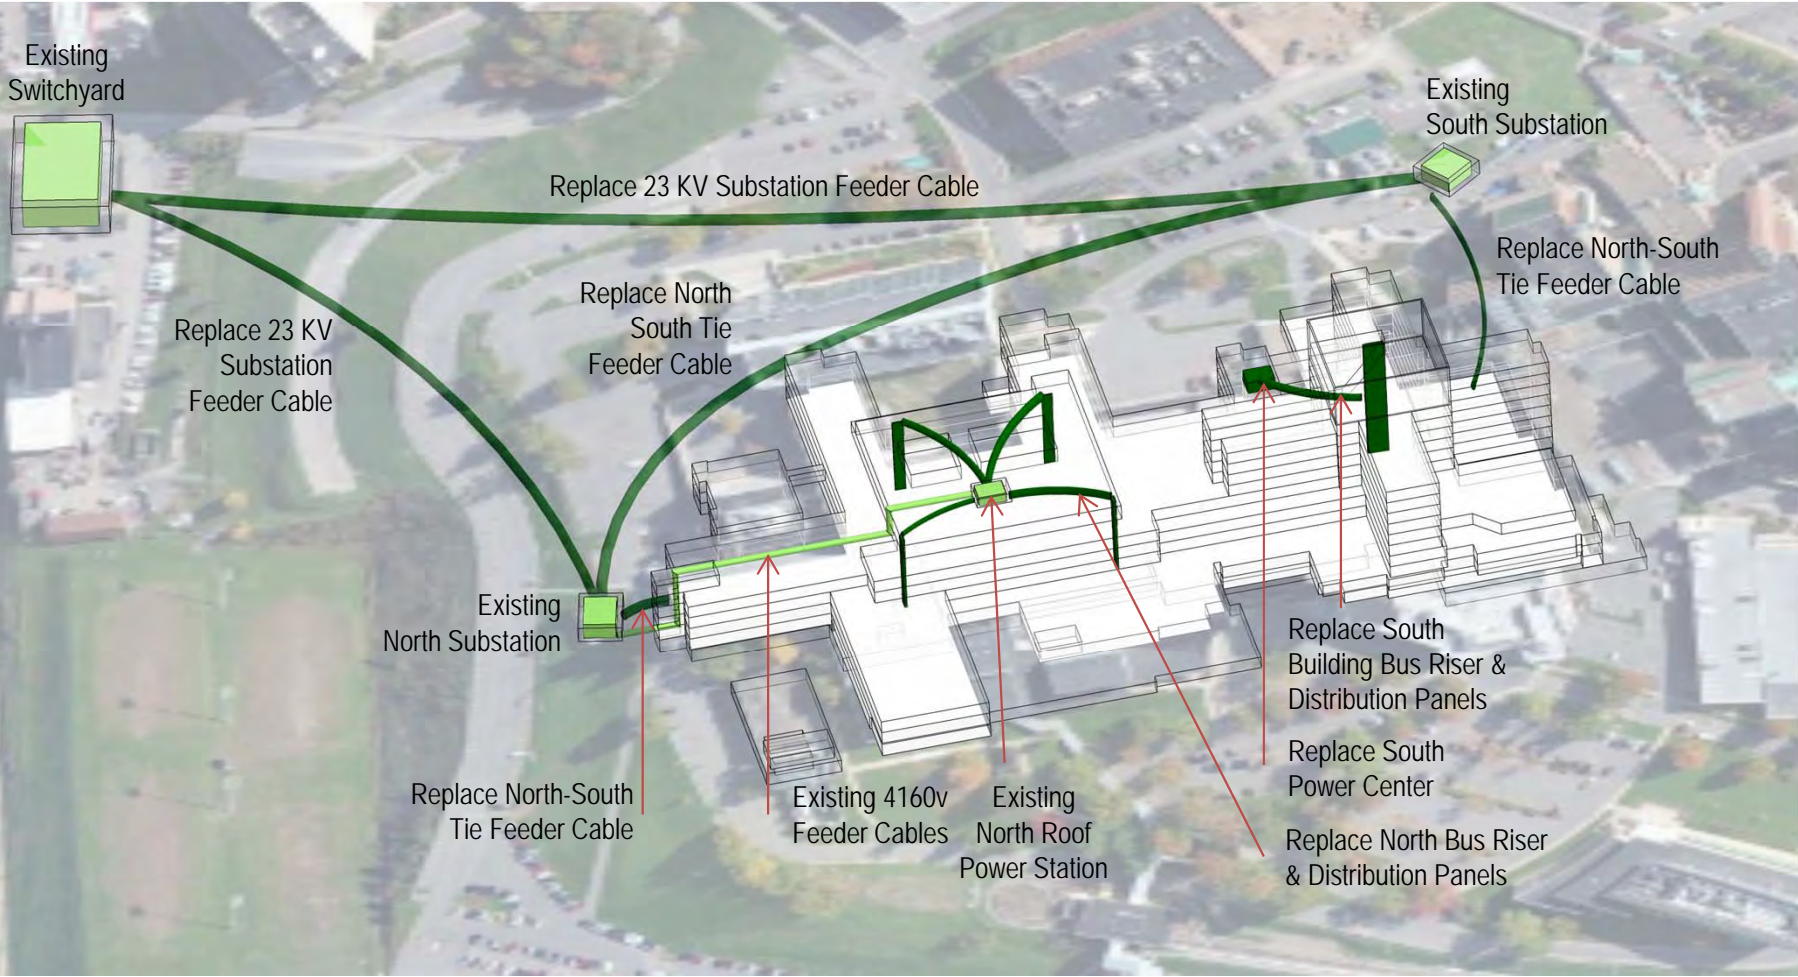 Existing
Switchyard
Existing
South Substation
Replace 23 KV Substation Feeder Cable
Replace North-South
Tie Feeder Cable
Replace North
South Tie
Feeder Cable
Replace 23 KV
Substation
Feeder Cable
Existing
North Substation
Replace South
Building Bus Riser &
Distribution Panels
Replace South
Power Center
Replace North-South
Tie Feeder Cable
Existing 4160v
Feeder Cables
Existing
North Roof
Power Station
Replace North Bus Riser
& Distribution Panels